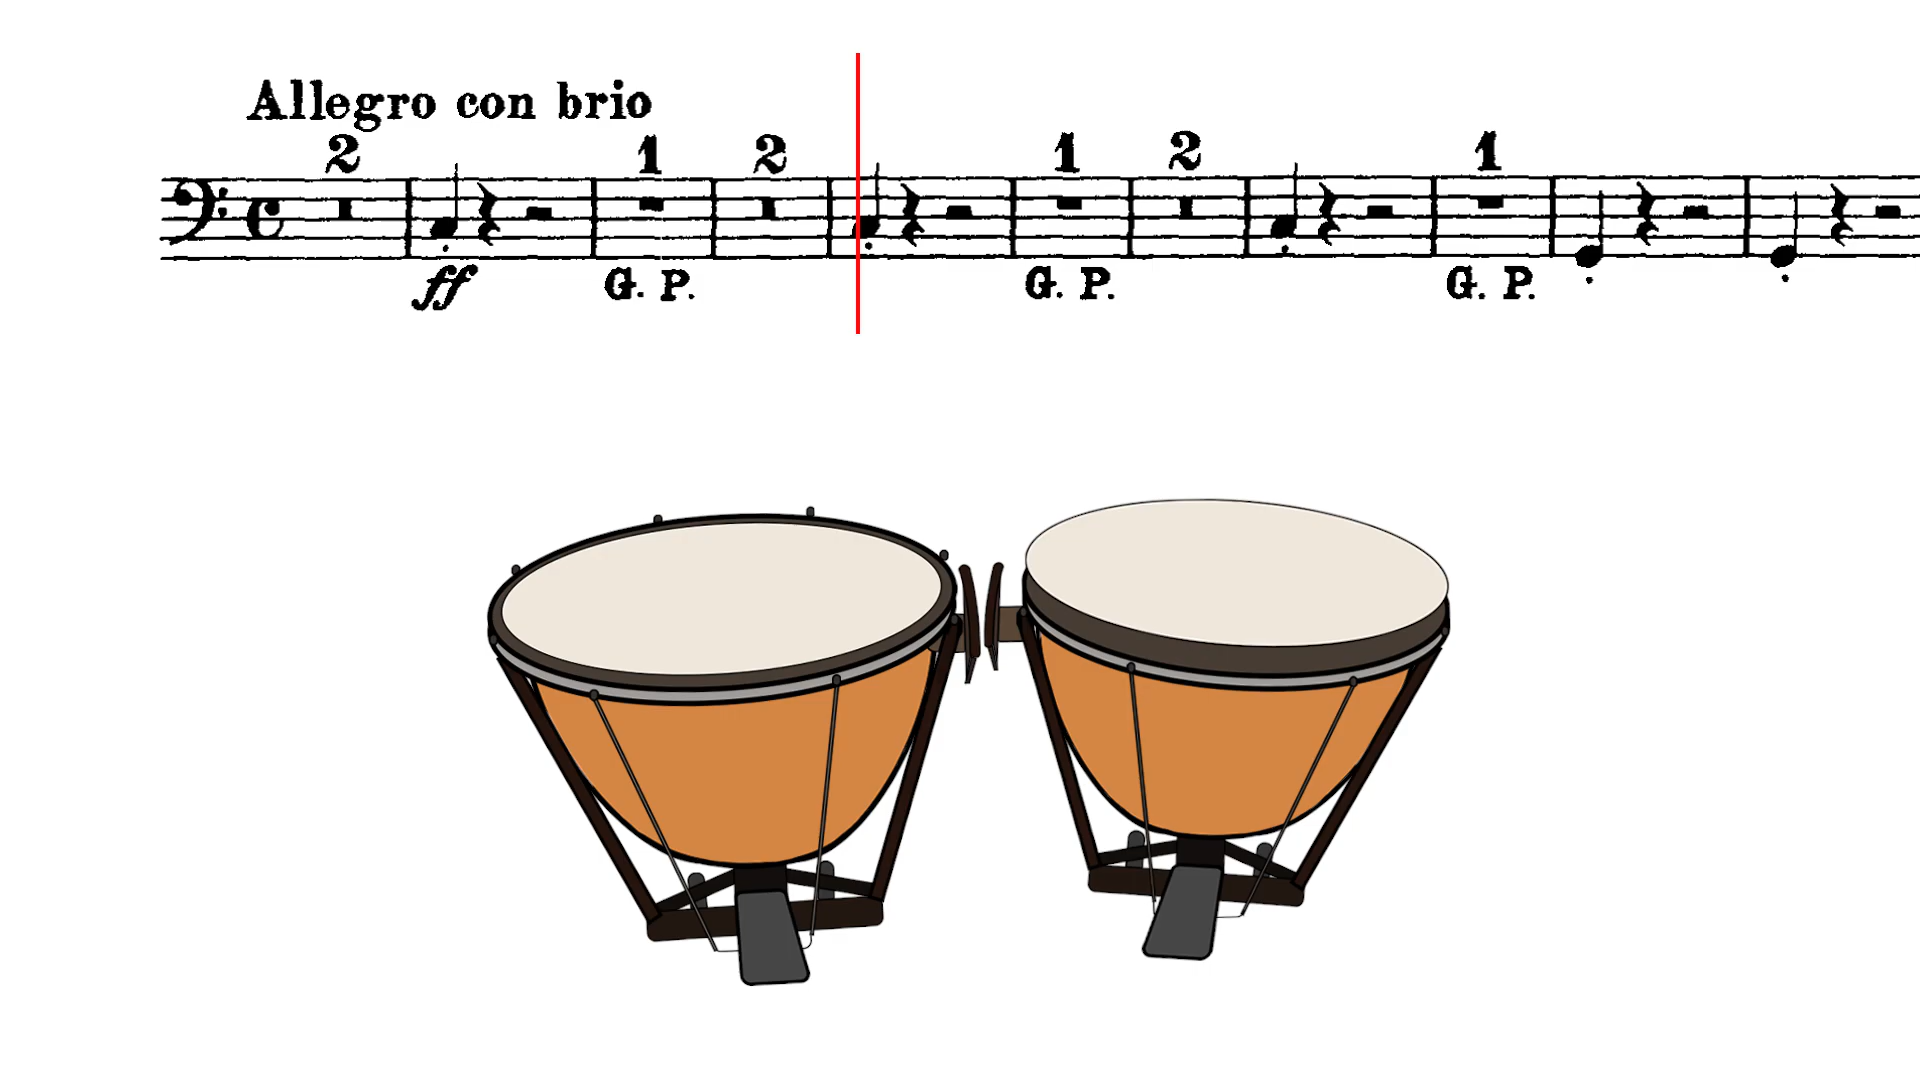 Allegro con brio
2 1 2 1 2 1
ff G. P. G. P. G. P.